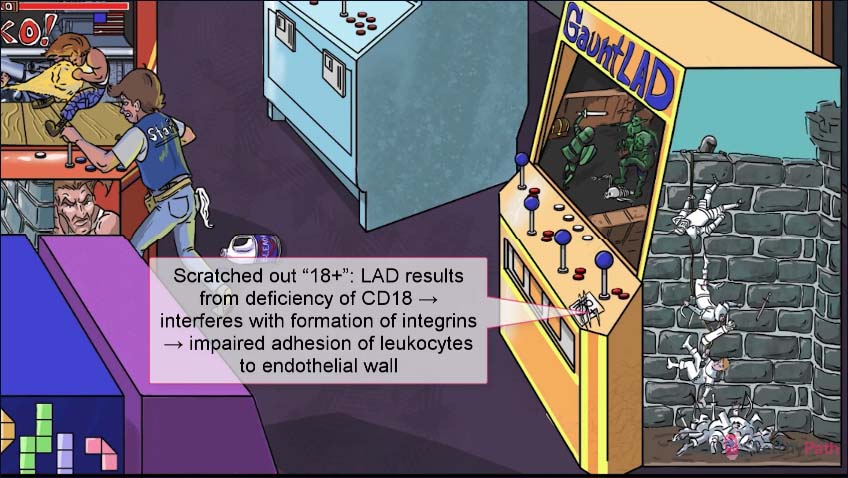 KO!
GauntLAD
Staff
Scratched out “18+”: LAD results
from deficiency of CD18 →
interferes with formation of integrins
→ impaired adhesion of leukocytes
to endothelial wall